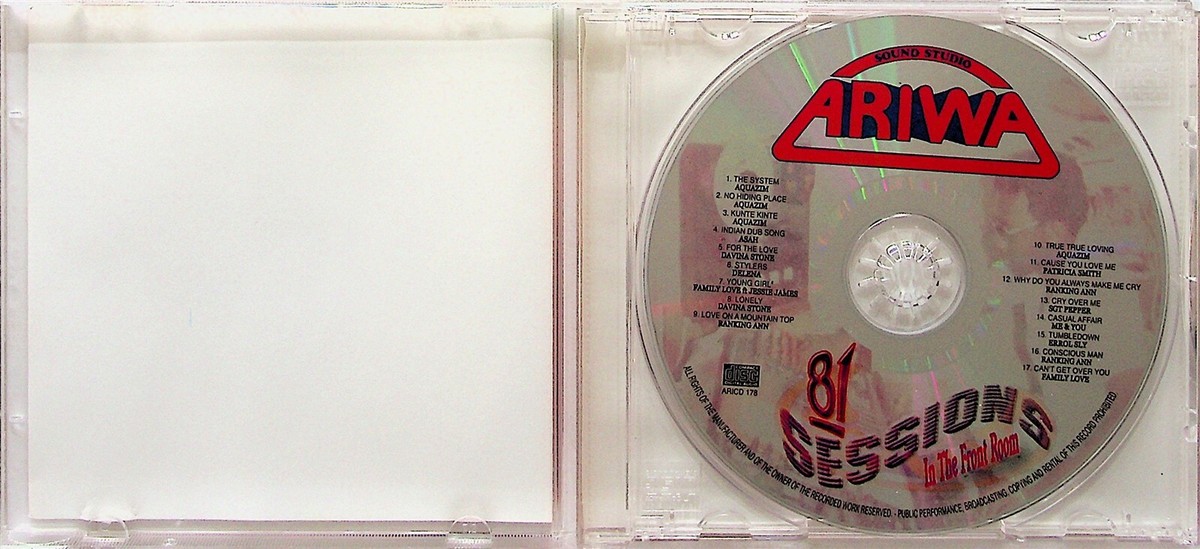 SOUND STUDIO
ARIWA
1. THE SYSTEM
AQUAZIM
2. NO HIDING PLACE
AQUAZIM
3. KUNTE KINTE
AQUAZIM
4. INDIAN DUB SONG
ASAH
5. FOR THE LOVE
DAVINA STONE
6. STYLERS
DELENA
7. YOUNG GIRL
FAMILY LOVE ft JESSIE JAMES
8. LONELY
DAVINA STONE
9. LOVE ON A MOUNTAIN TOP
RANKING ANN
10. TRUE TRUE LOVING
AQUAZIM
11. CAUSE YOU LOVE ME
PATRICIA SMITH
12. WHY DO YOU ALWAYS MAKE ME CRY
RANKING ANN
13. CRY OVER ME
SGT PEPPER
14. CASUAL AFFAIR
ME & YOU
15. TUMBLEDOWN
ERROL SLY
16. CONSCIOUS MAN
RANKING ANN
17. CAN'T GET OVER YOU
FAMILY LOVE
COMPACT
disc
DIGITAL AUDIO
ARICD 178
81
SESSIONS
In The Front Room
ALL RIGHTS OF THE MANUFACTURER AND OF THE OWNER OF THE RECORDED WORK RESERVED. - PUBLIC PERFORMANCE, BROADCASTING, COPYING AND RENTAL OF THIS RECORD PROHIBITED